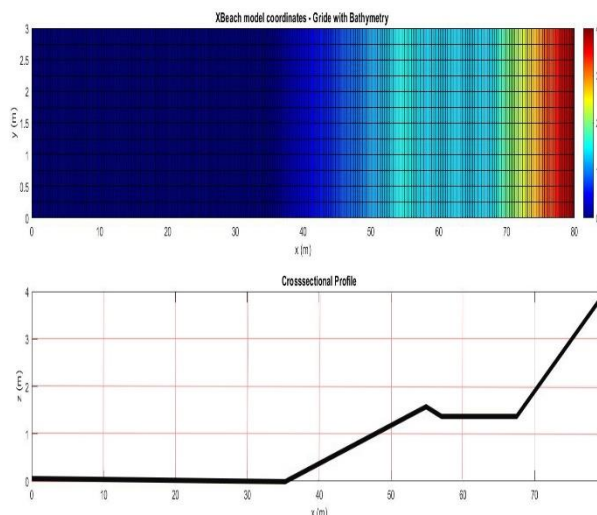 XBeach model coordinates - Gride with Bathymetry
3
2.5
2
1.5
1
0.5
0
y (m)
0 10 20 30 40 50 60 70 80
x (m)
Crosssectional Profile
4
3
2
1
0
z (m)
0 10 20 30 40 50 60 70
x (m)